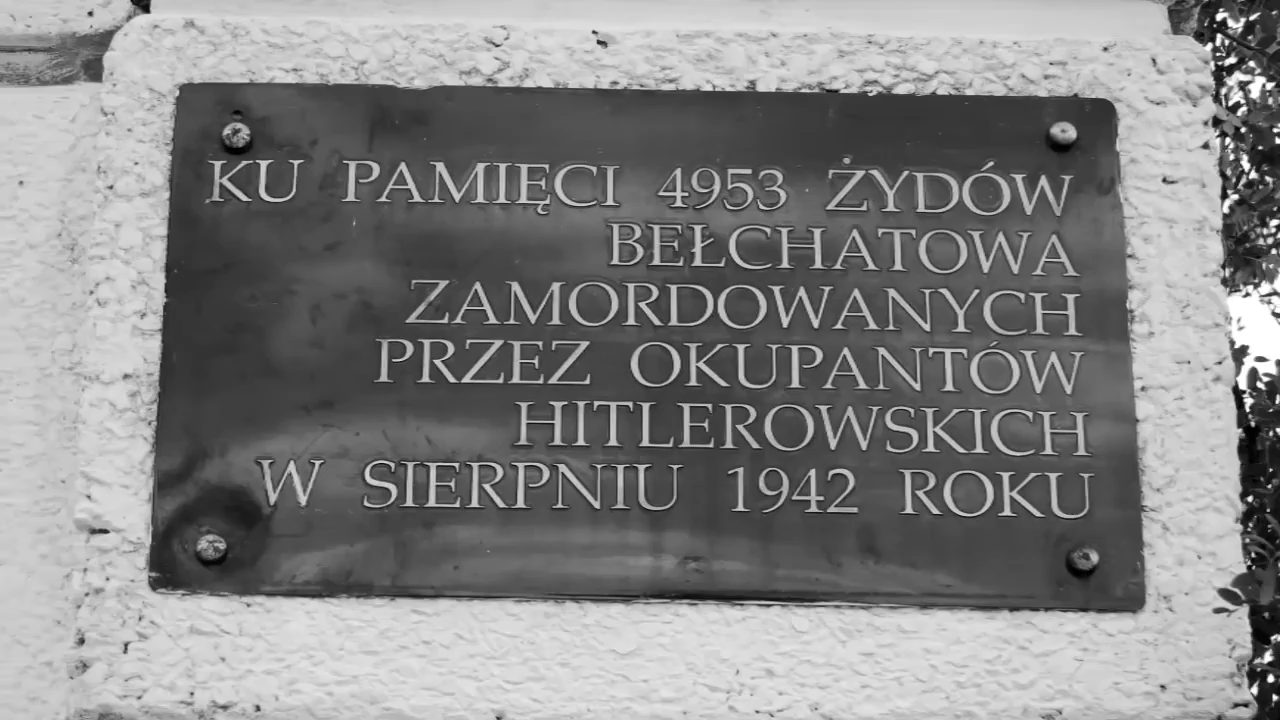 KU PAMIĘCI 4953 ŻYDÓW
BEŁCHATOWA
ZAMORDOWANYCH
PRZEZ OKUPANTÓW
HITLEROWSKICH
W SIERPNIU 1942 ROKU